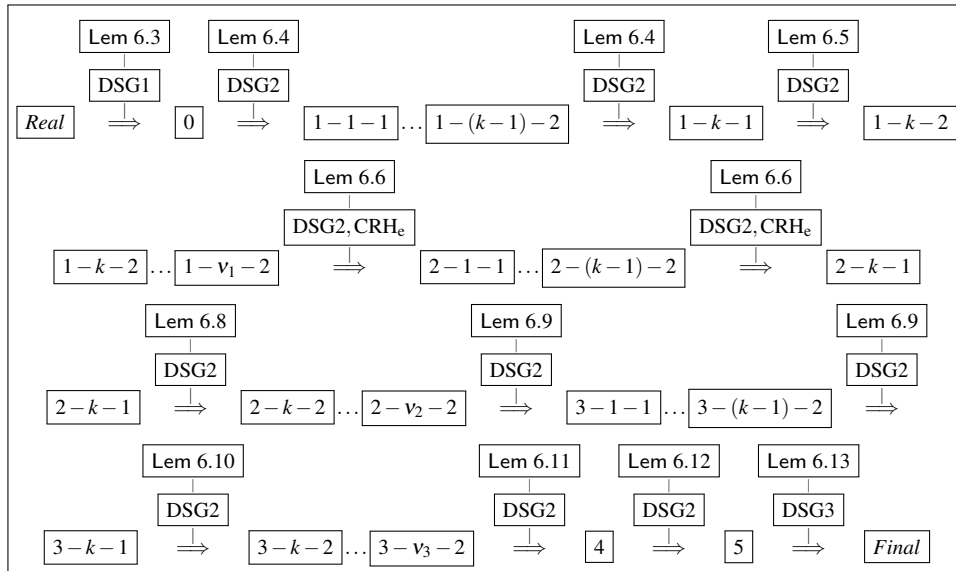 Lem 6.3 Lem 6.4 Lem 6.4 Lem 6.5
DSG1 DSG2 DSG2 DSG2
Real ⟹ 0 ⟹ 1−1−1 … 1−(k−1)−2 ⟹ 1−k−1 ⟹ 1−k−2
Lem 6.6 Lem 6.6
DSG2, CRHe DSG2, CRHe
1−k−2 … 1−ν1−2 ⟹ 2−1−1 … 2−(k−1)−2 ⟹ 2−k−1
Lem 6.8 Lem 6.9 Lem 6.9
DSG2 DSG2 DSG2
2−k−1 ⟹ 2−k−2 … 2−ν2−2 ⟹ 3−1−1 … 3−(k−1)−2 ⟹
Lem 6.10 Lem 6.11 Lem 6.12 Lem 6.13
DSG2 DSG2 DSG2 DSG3
3−k−1 ⟹ 3−k−2 … 3−ν3−2 ⟹ 4 ⟹ 5 ⟹ Final